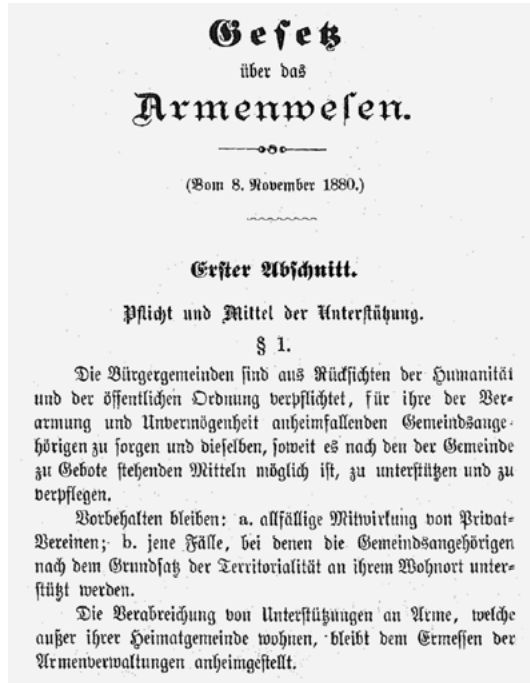 Gesetz
über das
Armenwesen.
(Vom 8. November 1880.)
Erster Abschnitt.
Pflicht und Mittel der Unterstützung.
§ 1.
Die Bürgergemeinden sind aus Rücksichten der Humanität
und der öffentlichen Ordnung verpflichtet, für ihre der Ver-
armung und Unvermögenheit anheimfallenden Gemeindsange-
hörigen zu sorgen und dieselben, soweit es nach den der Gemeinde
zu Gebote stehenden Mitteln möglich ist, zu unterstützen und zu
verpflegen.
Vorbehalten bleiben: a. allfällige Mitwirkung von Privat-
Vereinen; b. jene Fälle, bei denen die Gemeindsangehörigen
nach dem Grundsatz der Territorialität an ihrem Wohnort unter-
stützt werden.
Die Verabreichung von Unterstützungen an Arme, welche
außer ihrer Heimatgemeinde wohnen, bleibt dem Ermessen der
Armenverwaltungen anheimgestellt.